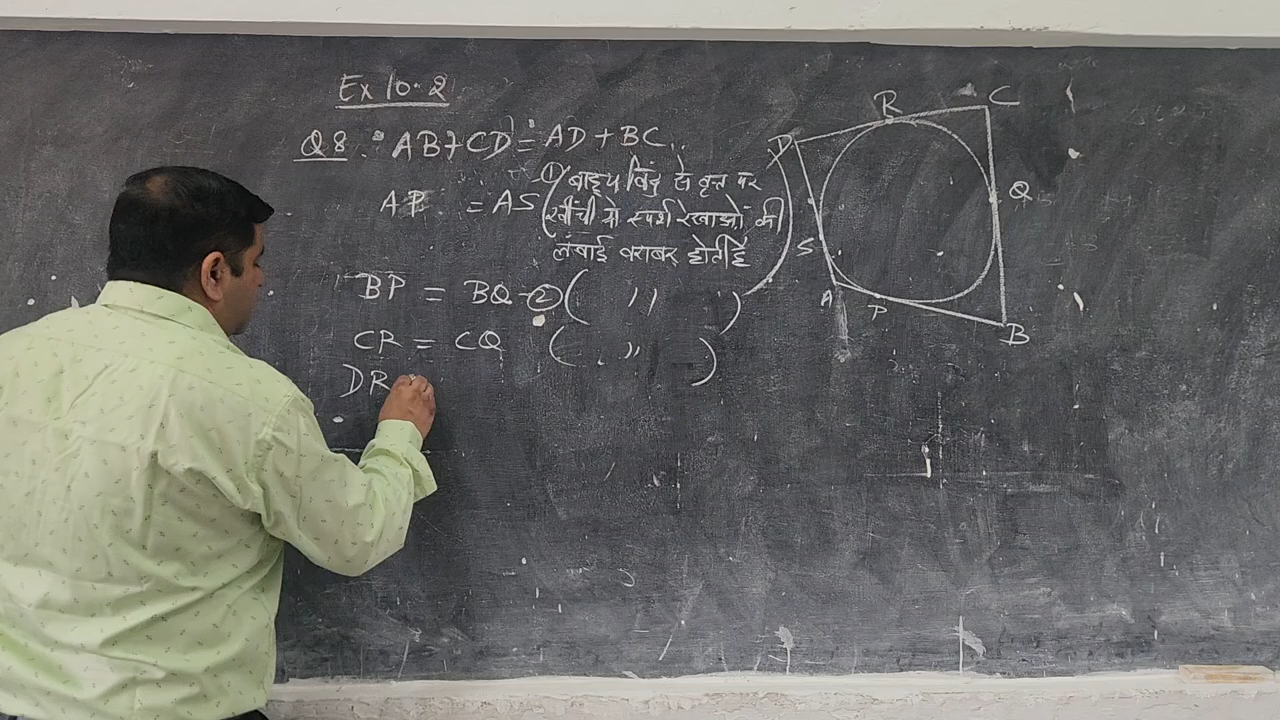 Ex 10.2
Q8 :- AB+CD = AD + BC
AP = AS ① (बाह्य बिंदु से वृत्त पर
खींची गो स्पर्श रेखाओं की
लंबाई बराबर होती है)
BP = BQ - ② ( " )
CR = CQ ( " )
DR
R
C
D
Q
S
A
P
B